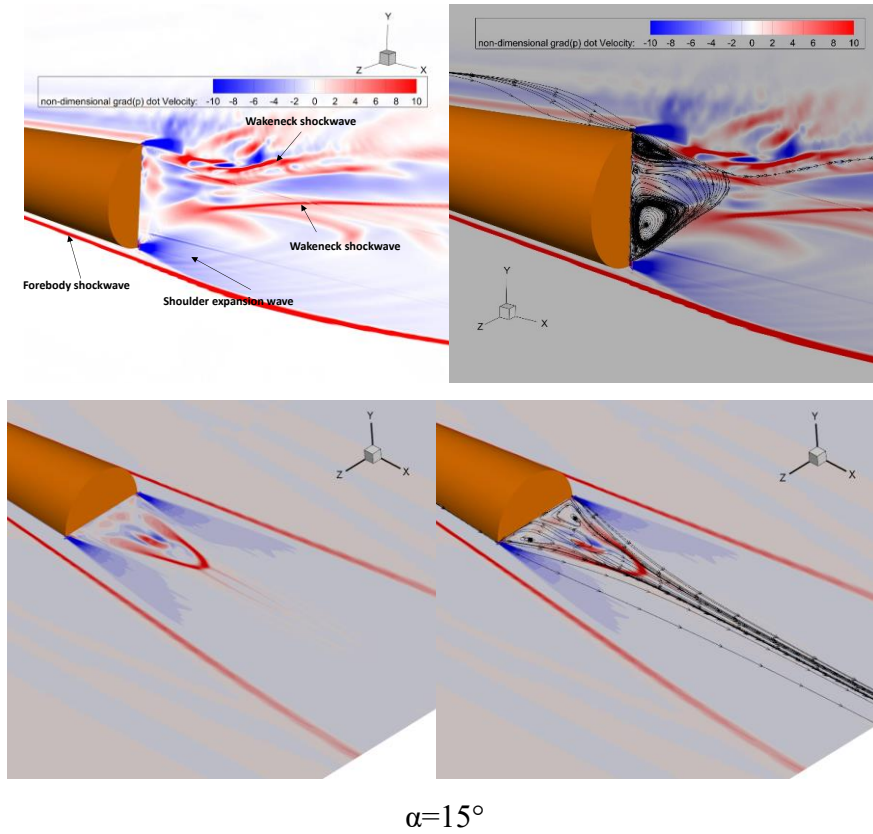 Y
Z
X
non-dimensional grad(p) dot Velocity: -10 -8 -6 -4 -2 0 2 4 6 8 10
Wakeneck shockwave
Wakeneck shockwave
Forebody shockwave
Shoulder expansion wave
non-dimensional grad(p) dot Velocity: -10 -8 -6 -4 -2 0 2 4 6 8 10
Y
Z
X
Y
Z
X
Y
Z
X
α=15°